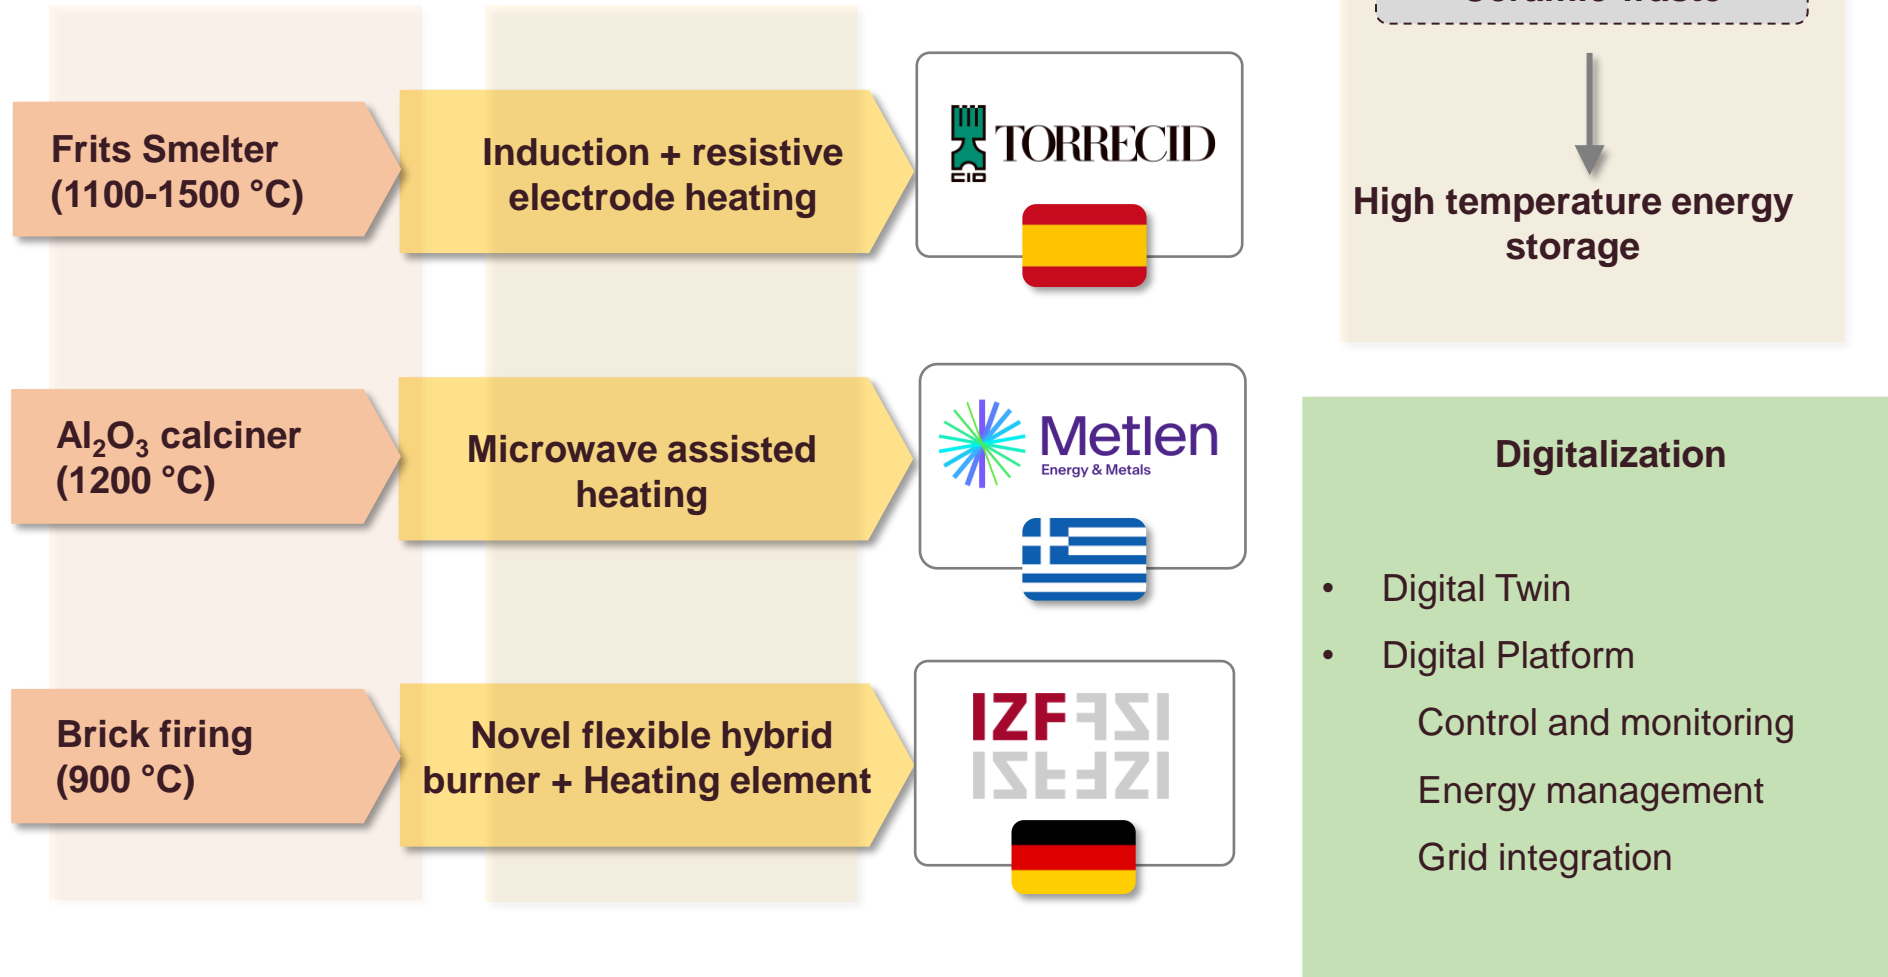 Frits Smelter
(1100-1500 °C)
Induction + resistive
electrode heating
TORRECID
Al₂O₃ calciner
(1200 °C)
Microwave assisted
heating
Metlen
Energy & Metals
Brick firing
(900 °C)
Novel flexible hybrid
burner + Heating element
IZF
High temperature energy
storage
Digitalization
• Digital Twin
• Digital Platform
Control and monitoring
Energy management
Grid integration